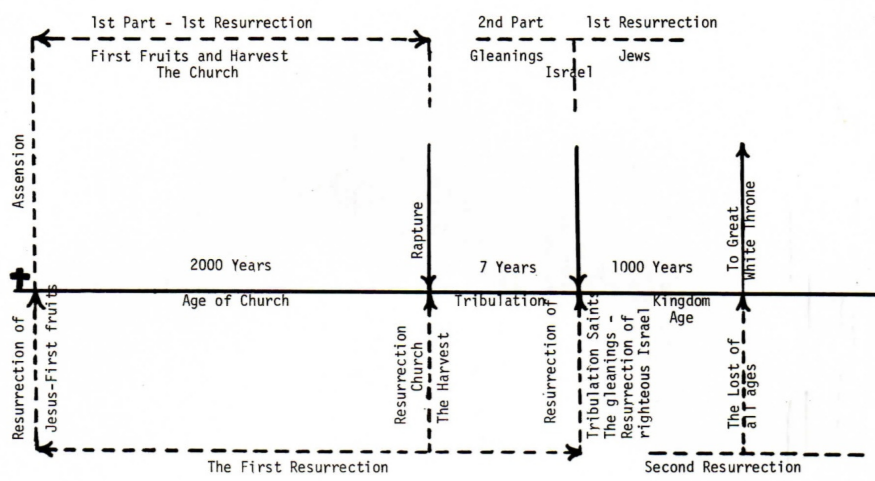 1st Part - 1st Resurrection
2nd Part
1st Resurrection
First Fruits and Harvest
The Church
Gleanings
Israel
Jews
Assension
Rapture
To Great
White Throne
2000 Years
7 Years
1000 Years
Age of Church
Tribulation
Kingdom
Age
Resurrection of
Jesus-First fruits
Resurrection
Church
The Harvest
Resurrection of
Tribulation Saints
The gleanings -
Resurrection of
righteous Israel
The Lost of
all ages
The First Resurrection
Second Resurrection